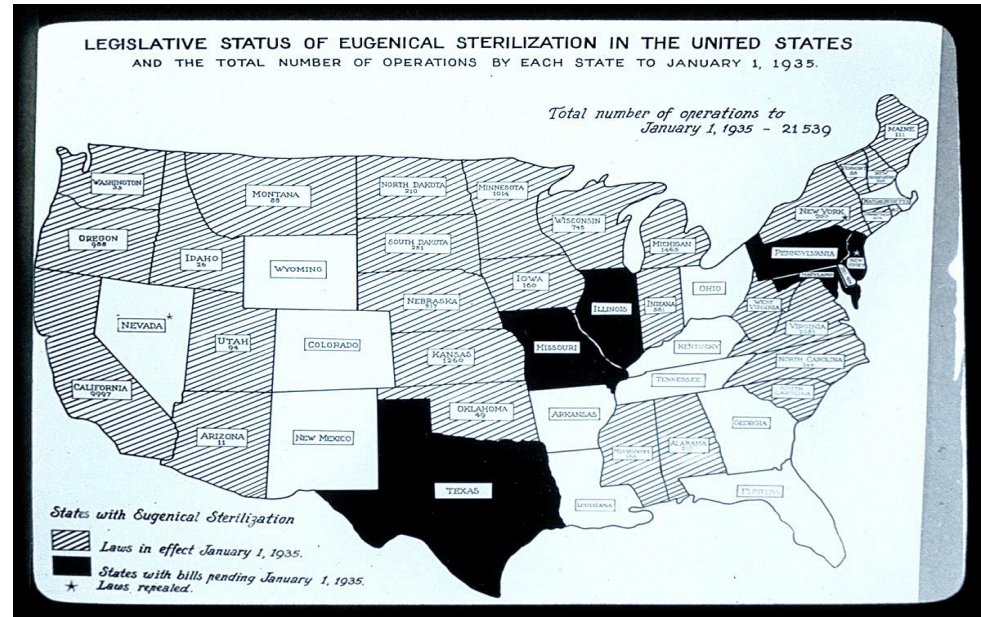 LEGISLATIVE STATUS OF EUGENICAL STERILIZATION IN THE UNITED STATES
AND THE TOTAL NUMBER OF OPERATIONS BY EACH STATE TO JANUARY 1, 1935.
Total number of operations to
January 1, 1935 - 21539
MAINE
111
WASHINGTON
33
MONTANA
88
NORTH DAKOTA
210
MINNESOTA
1014
WISCONSIN
745
NEW YORK
OREGON
988
IDAHO
26
WYOMING
SOUTH DAKOTA
281
MICHIGAN
1465
PENNSYLVANIA
IOWA
160
NEBRASKA
ILLINOIS
INDIANA
OHIO
MARYLAND
WEST
VIRGINIA
NEVADA
UTAH
94
COLORADO
KANSAS
1260
MISSOURI
KENTUCKY
VIRGINIA
CALIFORNIA
9997
NORTH CAROLINA
TENNESSEE
SOUTH
CAROLINA
ARIZONA
11
NEW MEXICO
OKLAHOMA
49
ARKANSAS
GEORGIA
MISSISSIPPI
ALABAMA
TEXAS
LOUISIANA
FLORIDA
States with Eugenical Sterilization
Laws in effect January 1, 1935.
States with bills pending January 1, 1935.
Laws repealed.